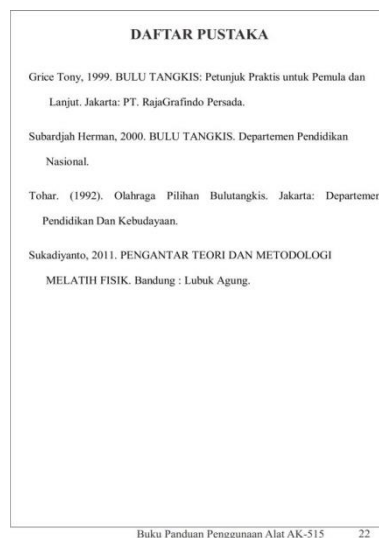 DAFTAR PUSTAKA
Grice Tony, 1999. BULU TANGKIS: Petunjuk Praktis untuk Pemula dan
Lanjut. Jakarta: PT. RajaGrafindo Persada.
Subardjah Herman, 2000. BULU TANGKIS. Departemen Pendidikan
Nasional.
Tohar. (1992). Olahraga Pilihan Bulutangkis. Jakarta: Departemen
Pendidikan Dan Kebudayaan.
Sukadiyanto, 2011. PENGANTAR TEORI DAN METODOLOGI
MELATIH FISIK. Bandung : Lubuk Agung.
Buku Panduan Penggunaan Alat AK-515 22